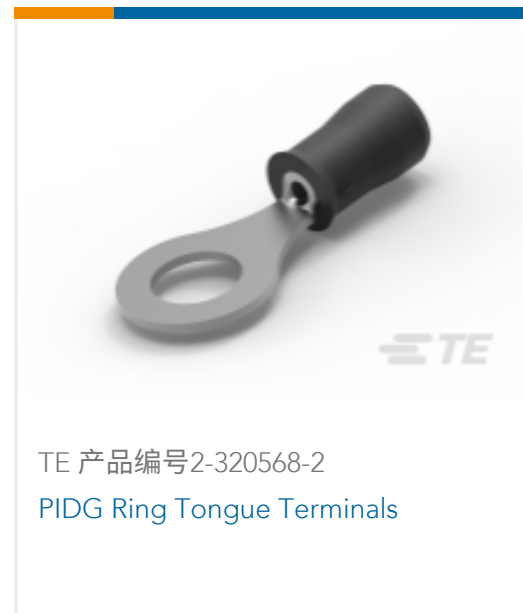 TE
TE 产品编号2-320568-2
PIDG Ring Tongue Terminals